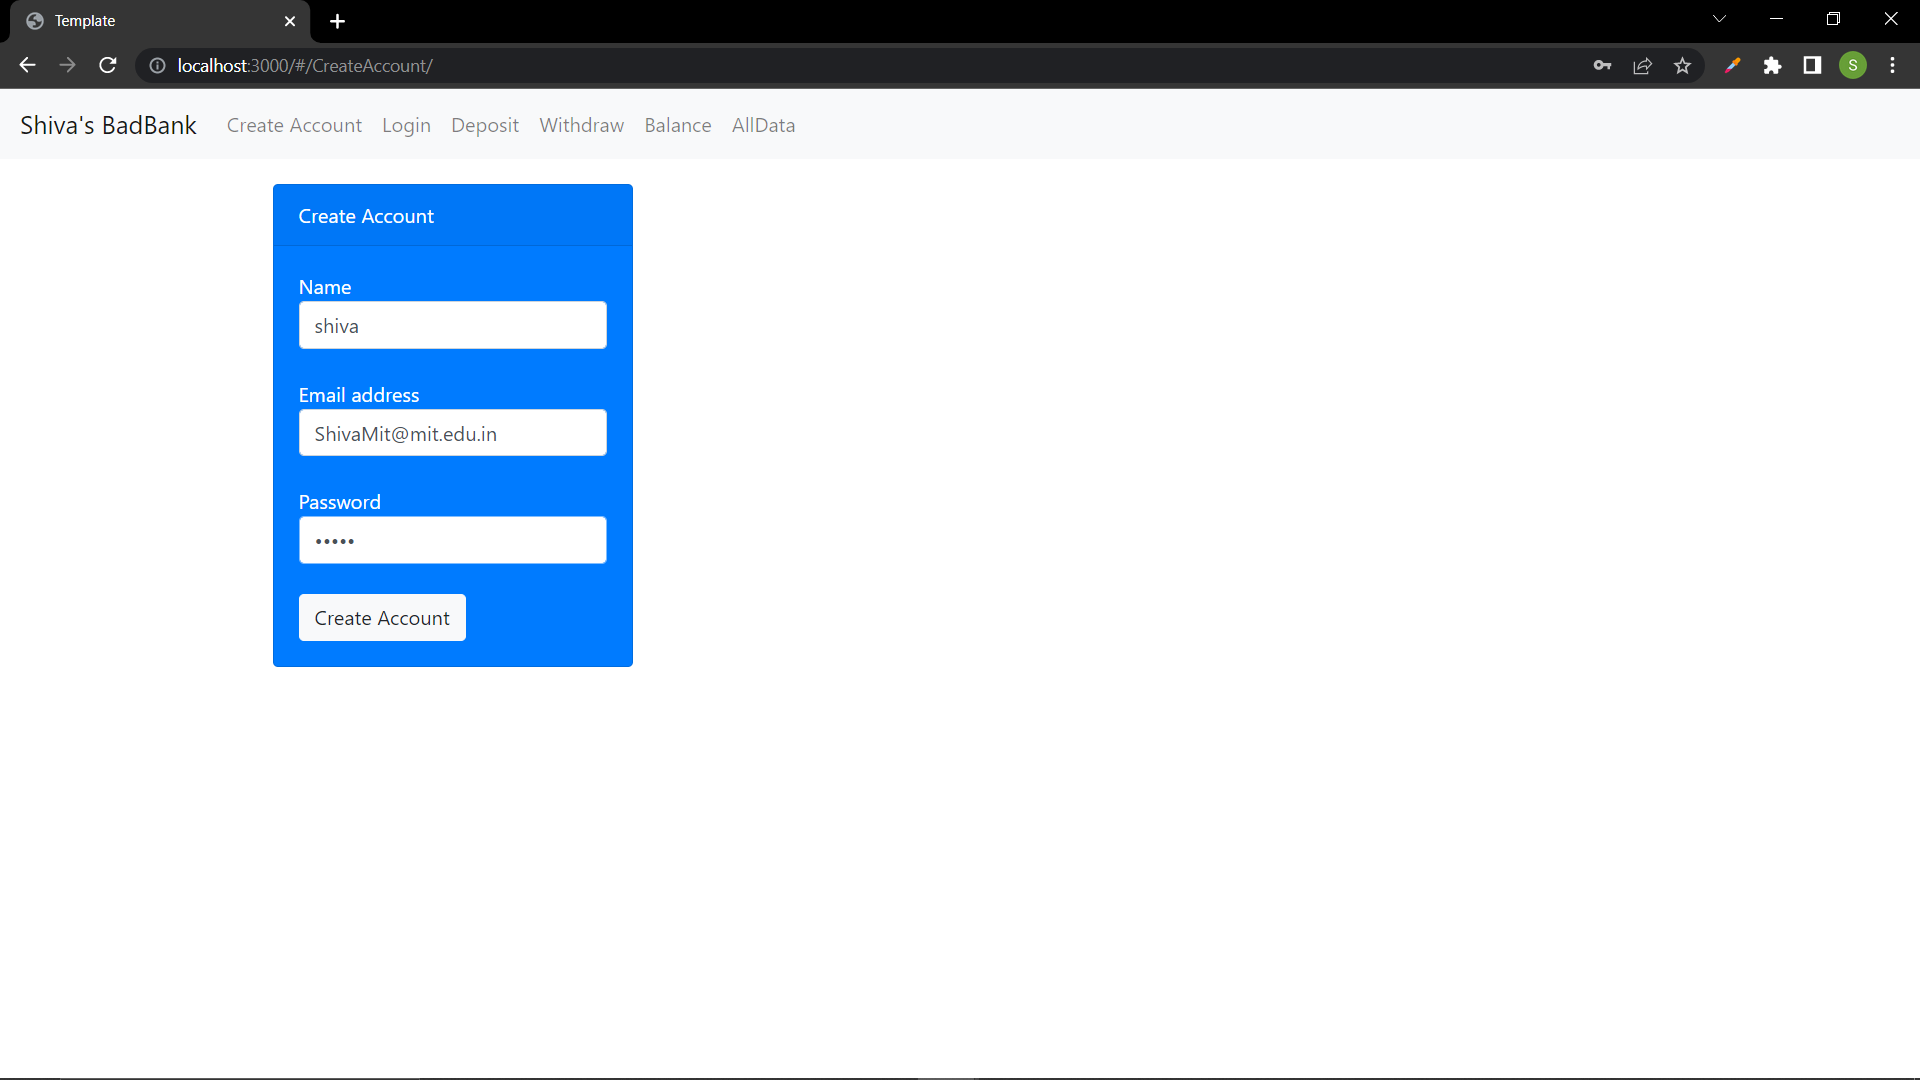 Template
localhost:3000/#/CreateAccount/
S
Shiva's BadBank Create Account Login Deposit Withdraw Balance AllData
Create Account
Name
shiva
Email address
ShivaMit@mit.edu.in
Password
•••••
Create Account